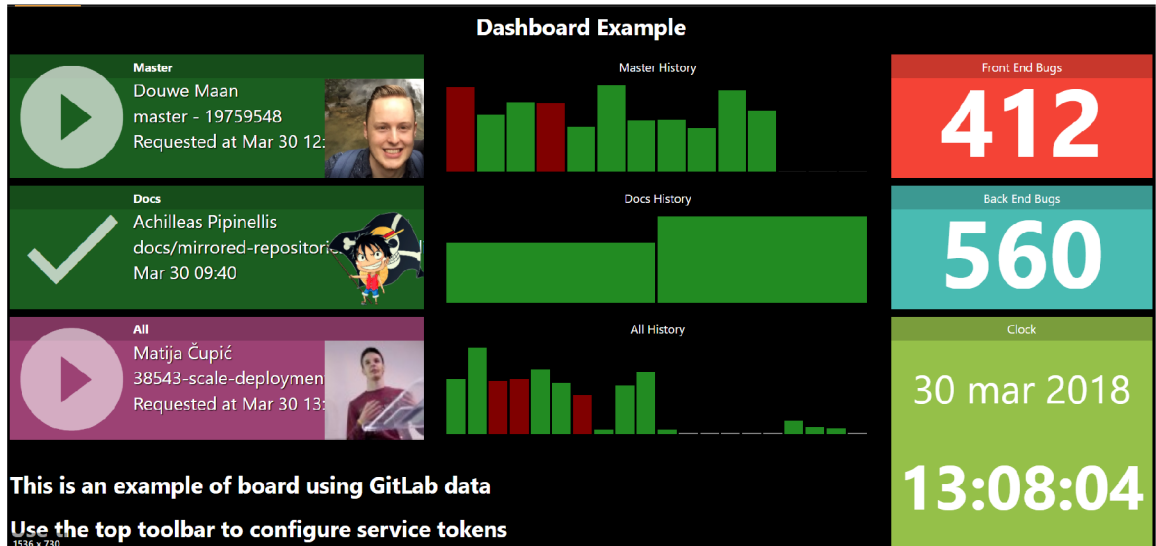 Dashboard Example
Master
Douwe Maan
master - 19759548
Requested at Mar 30 12:
Master History
Front End Bugs
412
Docs
Achilleas Pipinellis
docs/mirrored-repositori
Mar 30 09:40
Docs History
Back End Bugs
560
All
Matija Čupić
38543-scale-deploymen
Requested at Mar 30 13:
All History
Clock
30 mar 2018
13:08:04
This is an example of board using GitLab data
Use the top toolbar to configure service tokens
1536 x 730